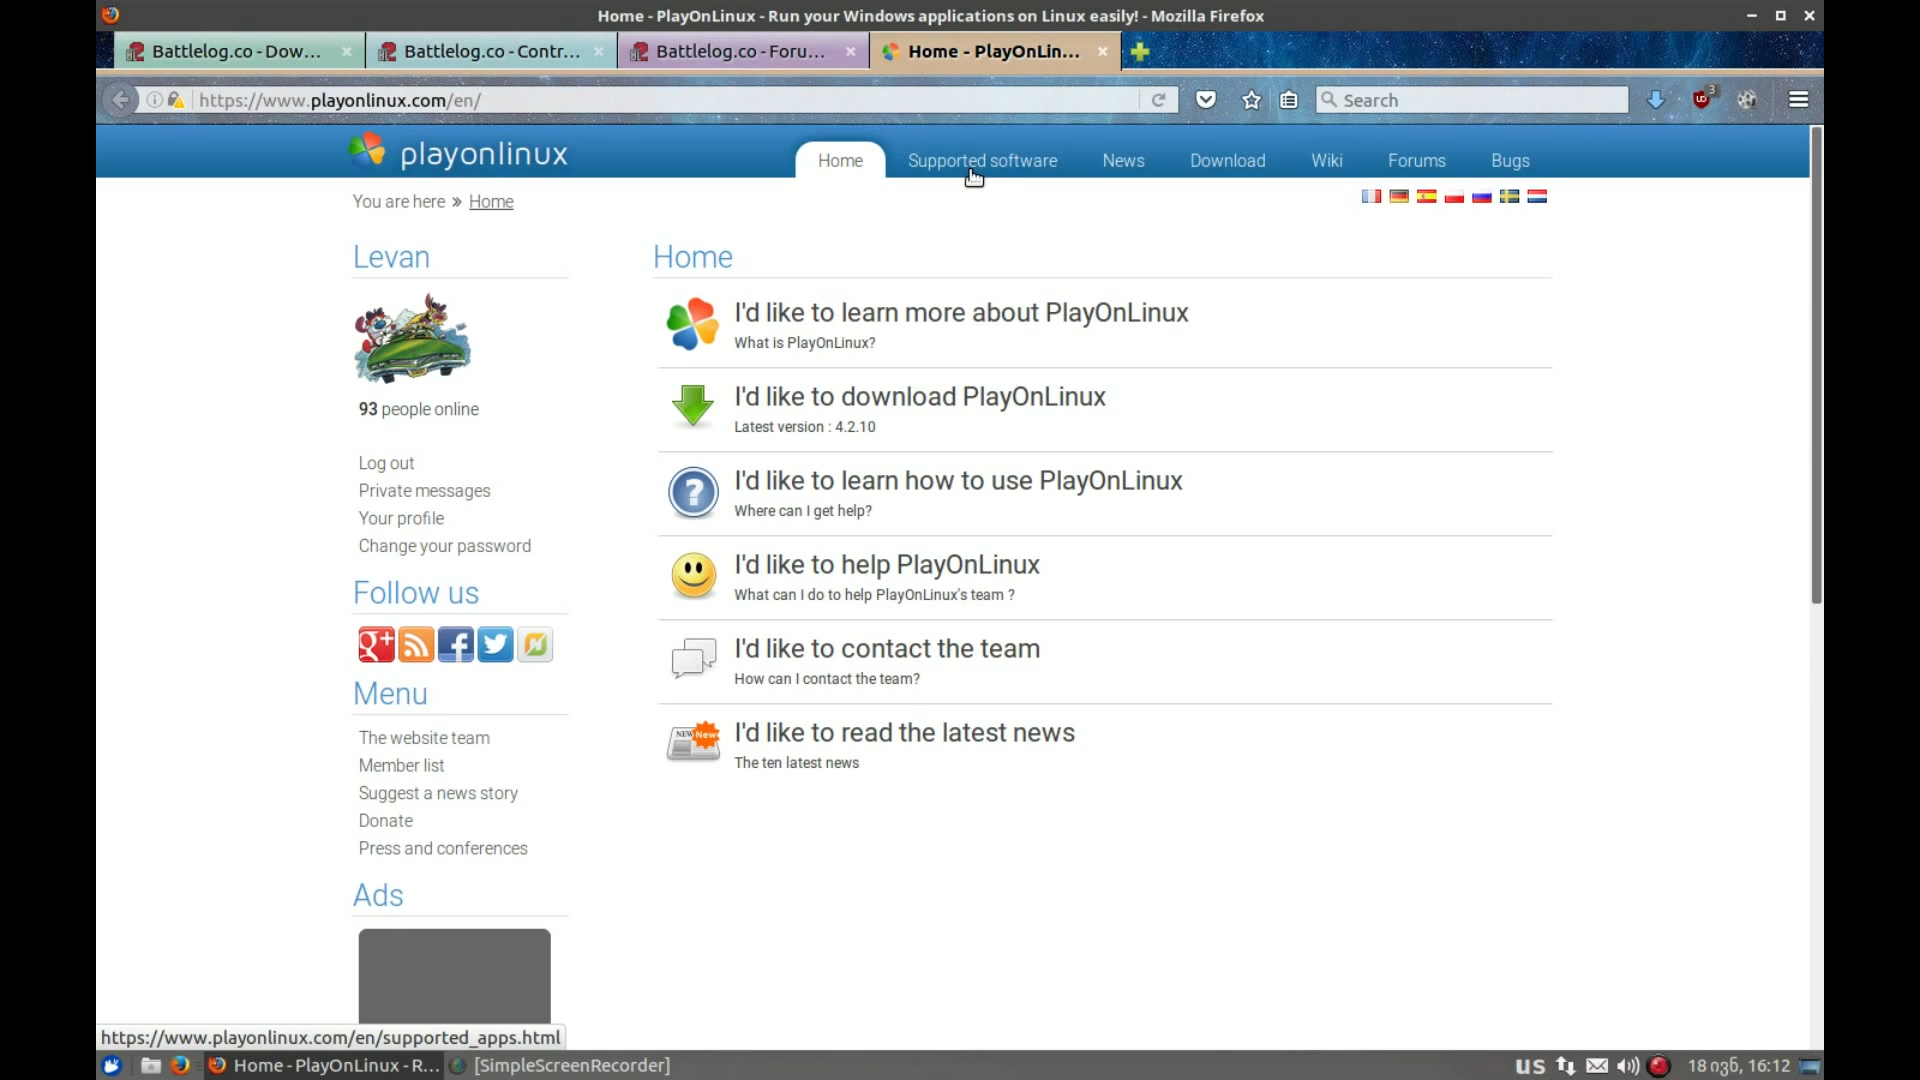 Home - PlayOnLinux - Run your Windows applications on Linux easily! - Mozilla Firefox
Battlelog.co - Dow...
Battlelog.co - Contr...
Battlelog.co - Foru...
Home - PlayOnLin...
https://www.playonlinux.com/en/
Search
3
playonlinux
Home
Supported software
News
Download
Wiki
Forums
Bugs
You are here » Home
Levan
93 people online
Log out
Private messages
Your profile
Change your password
Follow us
g+
Menu
The website team
Member list
Suggest a news story
Donate
Press and conferences
Ads
Home
I'd like to learn more about PlayOnLinux
What is PlayOnLinux?
I'd like to download PlayOnLinux
Latest version : 4.2.10
I'd like to learn how to use PlayOnLinux
Where can I get help?
I'd like to help PlayOnLinux
What can I do to help PlayOnLinux's team ?
I'd like to contact the team
How can I contact the team?
NEW New
I'd like to read the latest news
The ten latest news
https://www.playonlinux.com/en/supported_apps.html
Home - PlayOnLinux - R...
[SimpleScreenRecorder]
us
18 ივნ, 16:12